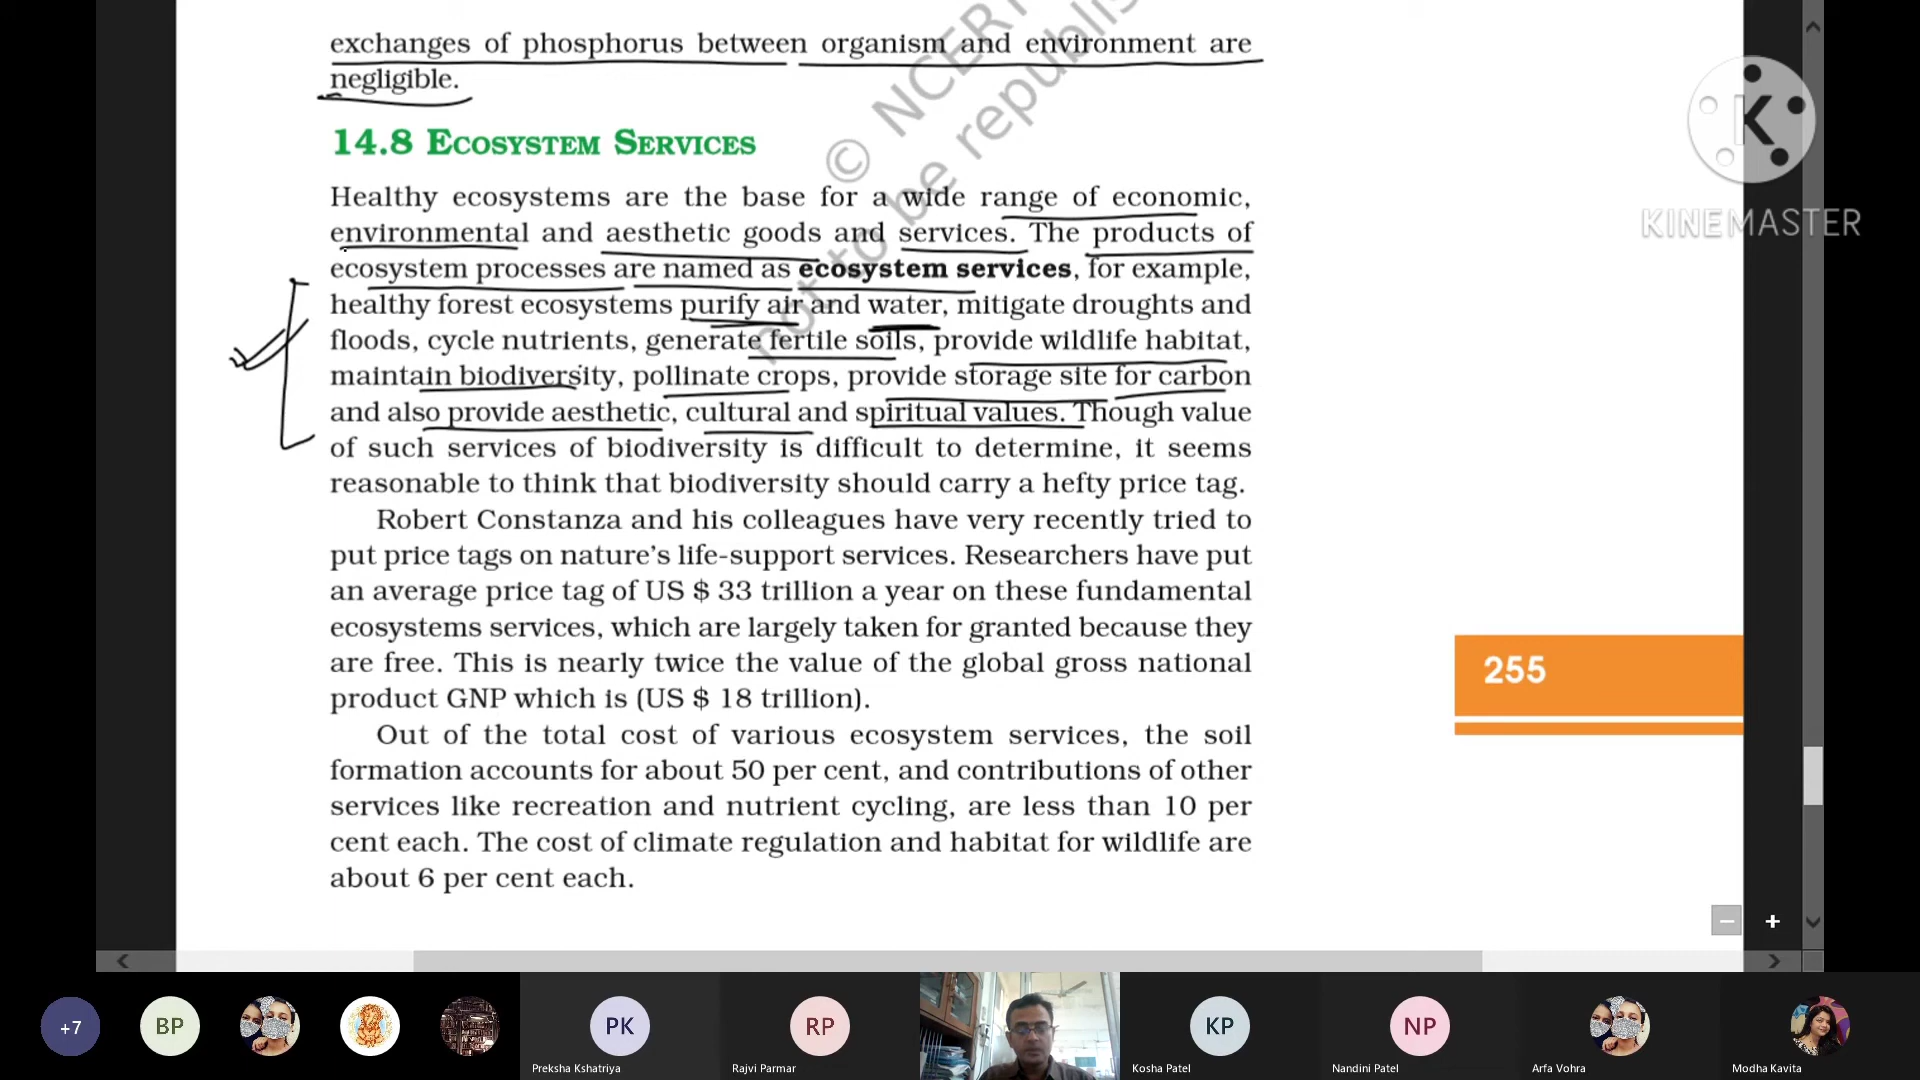 exchanges of phosphorus between organism and environment are
negligible.
14.8 ECOSYSTEM SERVICES
Healthy ecosystems are the base for a wide range of economic,
environmental and aesthetic goods and services. The products of
ecosystem processes are named as ecosystem services, for example,
healthy forest ecosystems purify air and water, mitigate droughts and
floods, cycle nutrients, generate fertile soils, provide wildlife habitat,
maintain biodiversity, pollinate crops, provide storage site for carbon
and also provide aesthetic, cultural and spiritual values. Though value
of such services of biodiversity is difficult to determine, it seems
reasonable to think that biodiversity should carry a hefty price tag.
Robert Constanza and his colleagues have very recently tried to
put price tags on nature's life-support services. Researchers have put
an average price tag of US $ 33 trillion a year on these fundamental
ecosystems services, which are largely taken for granted because they
are free. This is nearly twice the value of the global gross national
product GNP which is (US $ 18 trillion).
Out of the total cost of various ecosystem services, the soil
formation accounts for about 50 per cent, and contributions of other
services like recreation and nutrient cycling, are less than 10 per
cent each. The cost of climate regulation and habitat for wildlife are
about 6 per cent each.
© NCERT
not to be republis
K
KINEMASTER
255
+7
BP
PK
Preksha Kshatriya
RP
Rajvi Parmar
KP
Kosha Patel
NP
Nandini Patel
Arfa Vohra
Modha Kavita